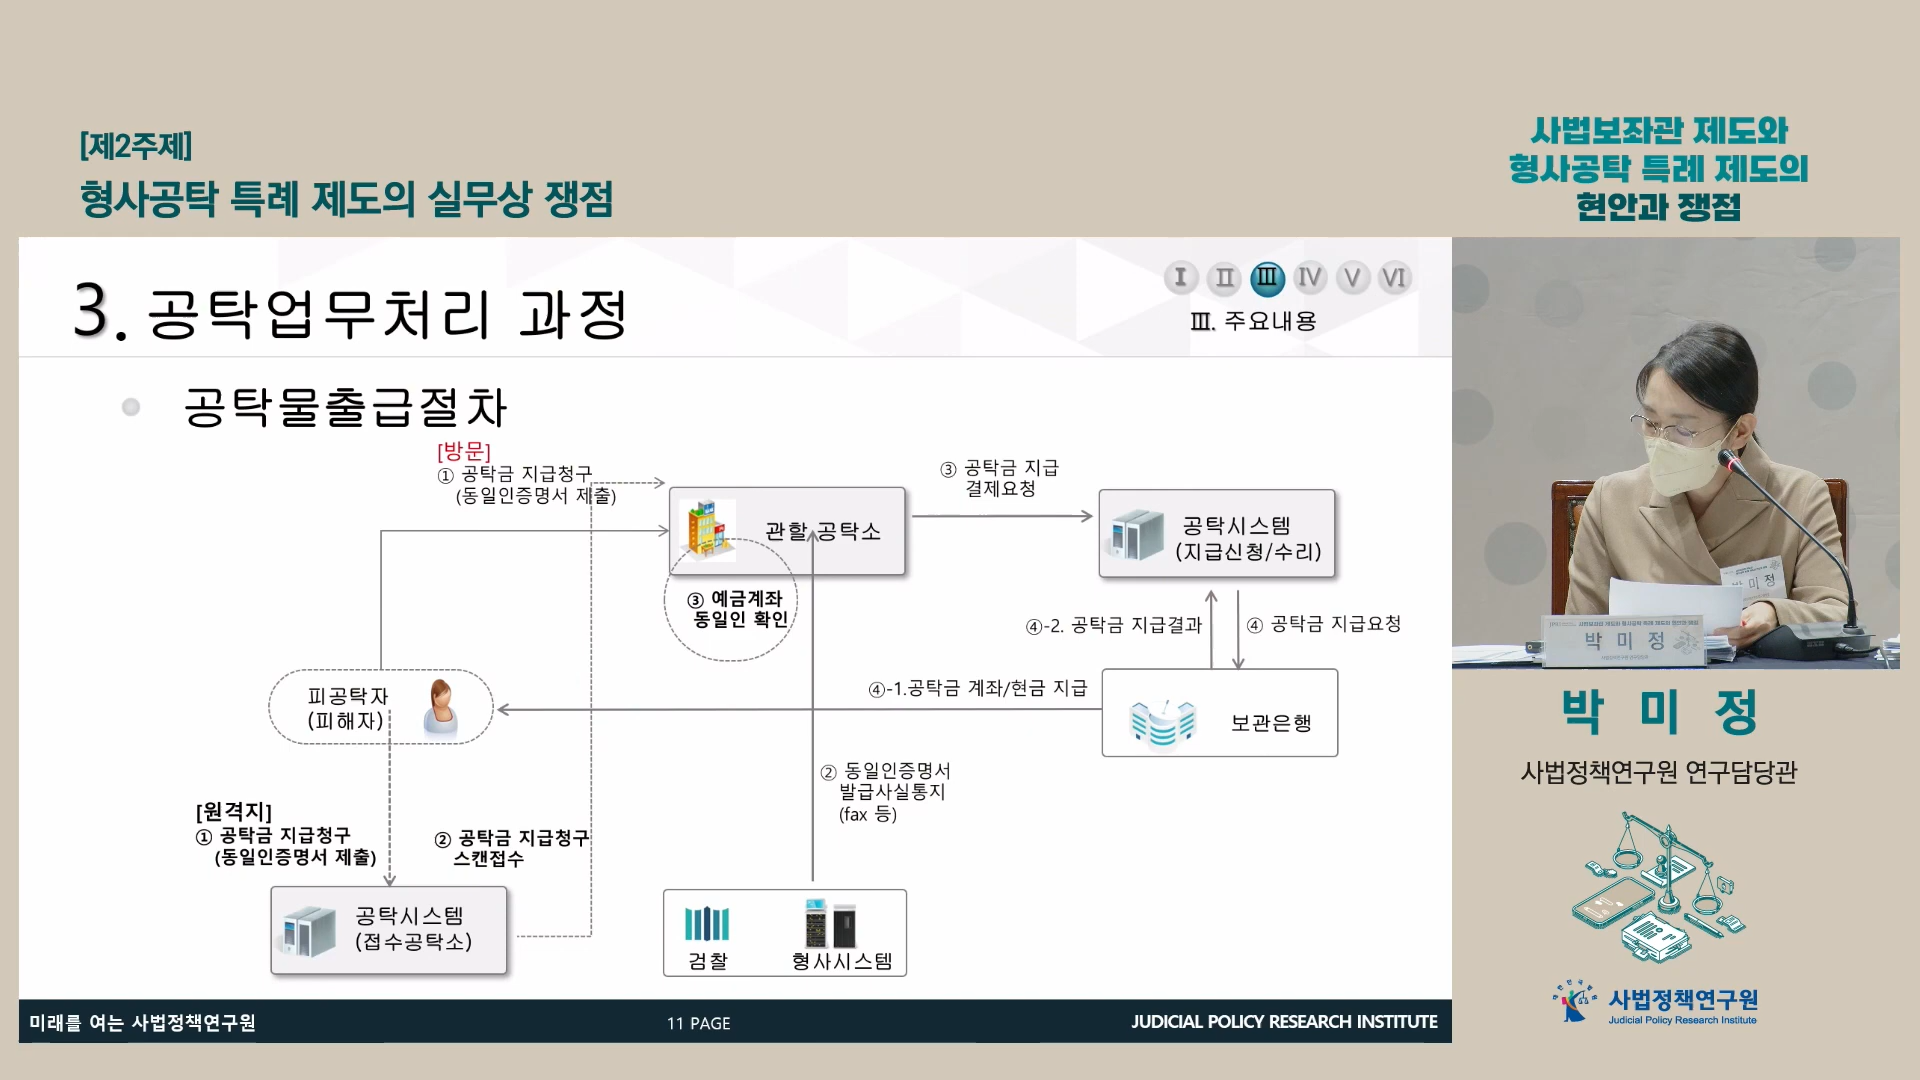 [제2주제]
형사공탁 특례 제도의 실무상 쟁점
사법보좌관 제도와
형사공탁 특례 제도의
현안과 쟁점
3. 공탁업무처리 과정
Ⅰ Ⅱ Ⅲ Ⅳ Ⅴ Ⅵ
Ⅲ. 주요내용
공탁물출급절차
[방문]
① 공탁금 지급청구
(동일인증명서 제출)
관할 공탁소
③ 공탁금 지급
결제요청
공탁시스템
(지급신청/수리)
③ 예금계좌
동일인 확인
④-2. 공탁금 지급결과
④ 공탁금 지급요청
피공탁자
(피해자)
④-1.공탁금 계좌/현금 지급
보관은행
② 동일인증명서
발급사실통지
(fax 등)
[원격지]
① 공탁금 지급청구
(동일인증명서 제출)
② 공탁금 지급청구
스캔접수
공탁시스템
(접수공탁소)
검찰
형사시스템
미래를 여는 사법정책연구원
11 PAGE
JUDICIAL POLICY RESEARCH INSTITUTE
박미정
박미정
박 미 정
사법정책연구원 연구담당관
사법정책연구원
Judicial Policy Research Institute